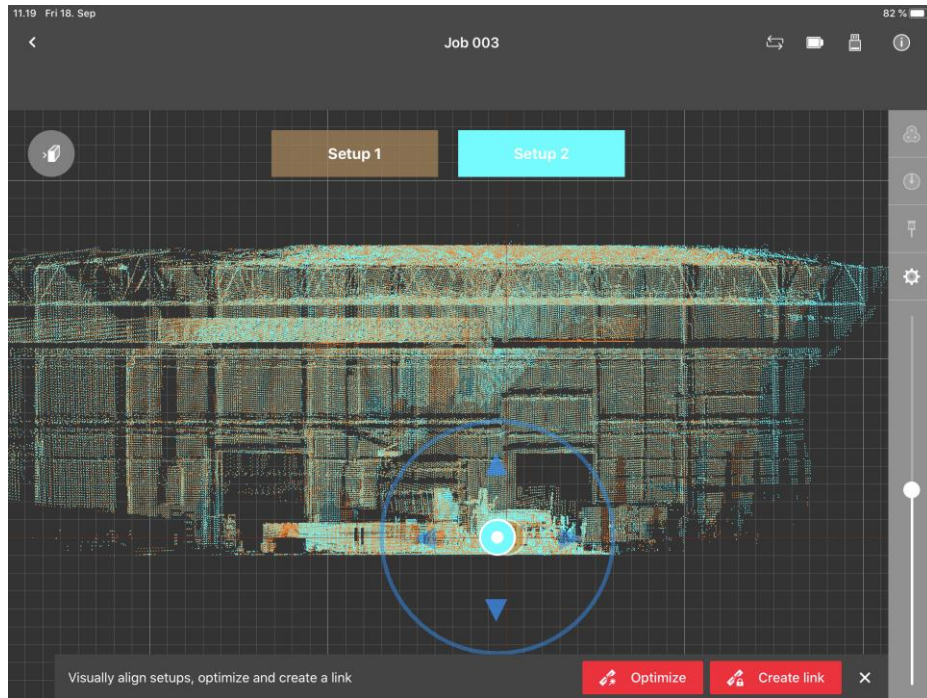 11.19 Fri 18. Sep
82 %
Job 003
Setup 1
Setup 2
Visually align setups, optimize and create a link
Optimize
Create link